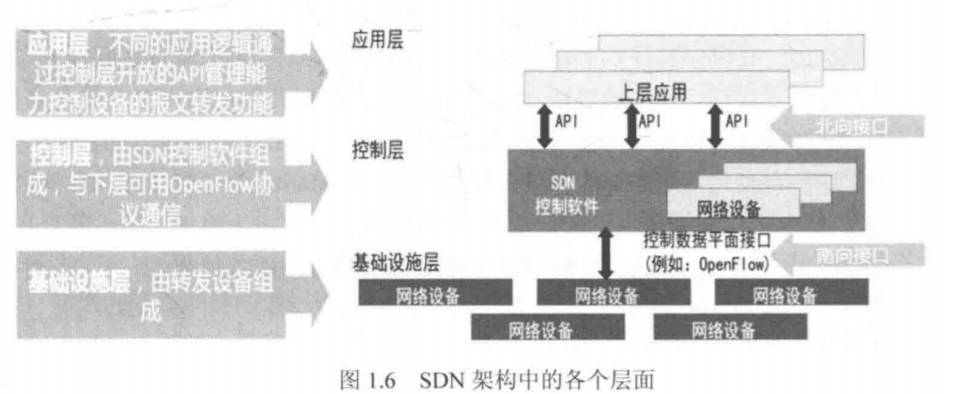 应用层，不同的应用逻辑通
过控制层开放的API管理能
力控制设备的报文转发功能
应用层
上层应用
API
API
API
北向接口
控制层，由SDN控制软件组
成，与下层可用OpenFlow协
议通信
控制层
SDN
控制软件
网络设备
控制数据平面接口
(例如：OpenFlow)
南向接口
基础设施层，由转发设备组
成
基础设施层
网络设备
网络设备
网络设备
网络设备
网络设备
图 1.6 SDN 架构中的各个层面